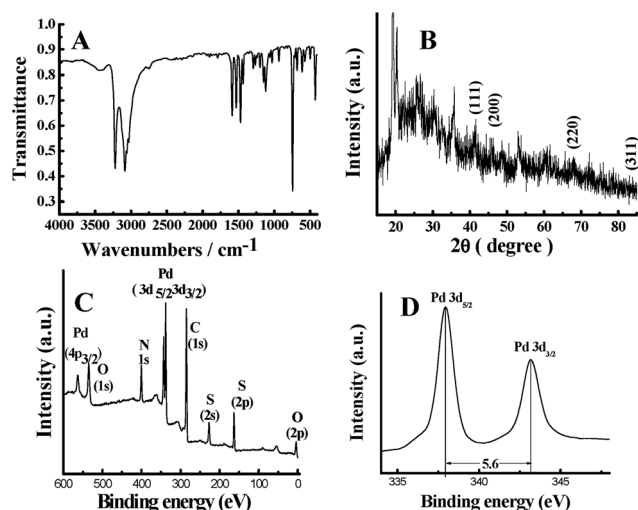 A
Transmittance
1.0
0.9
0.8
0.7
0.6
0.5
0.4
0.3
4000 3500 3000 2500 2000 1500 1000 500
Wavenumbers / cm-1
B
Intensity (a.u.)
(111)
(200)
(220)
(311)
20 30 40 50 60 70 80
2θ ( degree )
C
Intensity (a.u.)
Pd
(4p3/2)
O
(1s)
N
1s
Pd
(3d5/23d3/2)
C
(1s)
S
(2s)
S
(2p)
O
(2p)
600 500 400 300 200 100 0
Binding energy (eV)
D
Intensity (a.u.)
Pd 3d5/2
Pd 3d3/2
5.6
335 340 345
Binding energy (eV)